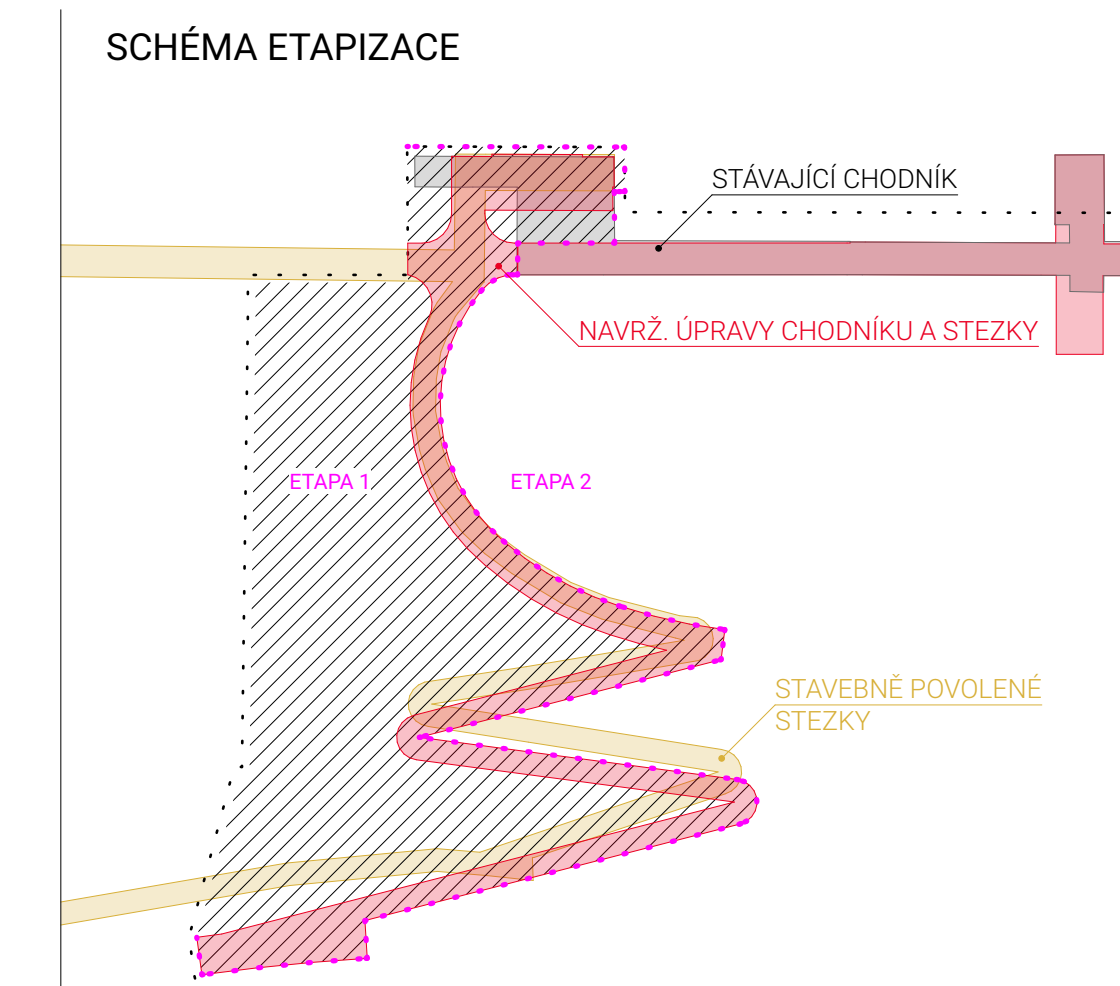 SCHÉMA ETAPIZACE
STÁVAJÍCÍ CHODNÍK
NAVRŽ. ÚPRAVY CHODNÍKU A STEZKY
ETAPA 1
ETAPA 2
STAVEBNĚ POVOLENÉ
STEZKY